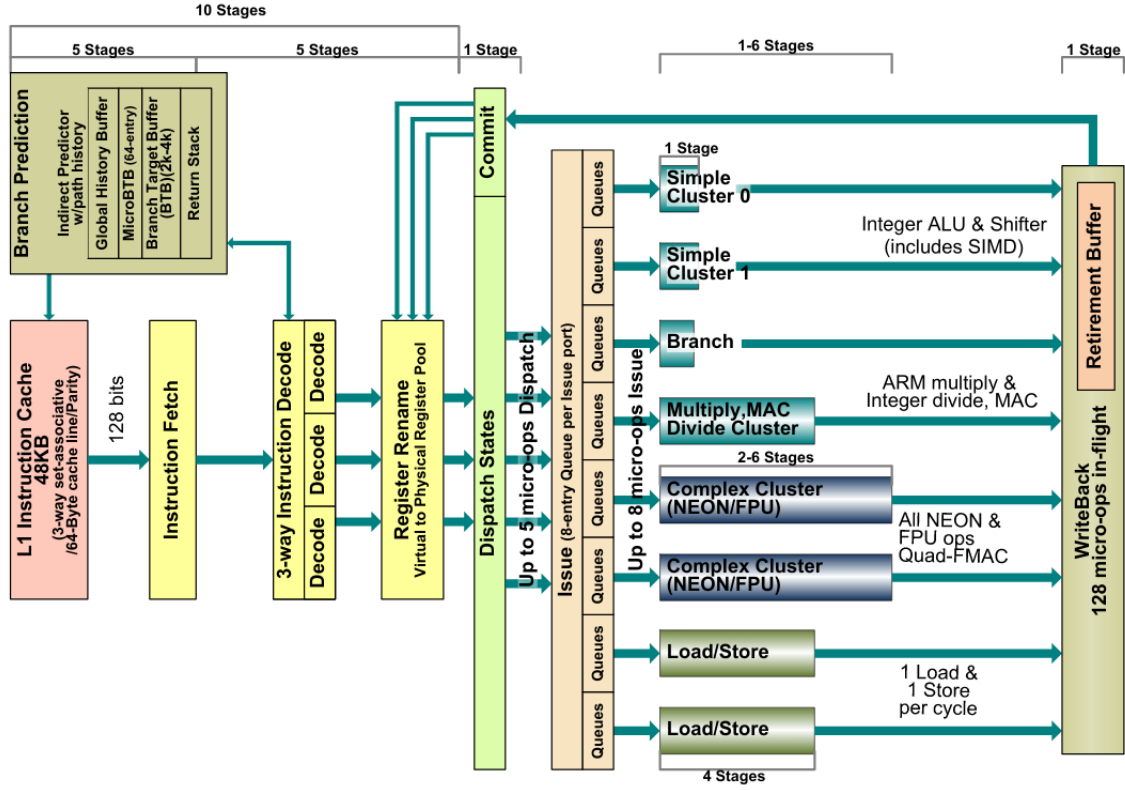 10 Stages
5 Stages
5 Stages
1 Stage
1-6 Stages
1 Stage
Branch Prediction
Indirect Predictor
w/path history
Global History Buffer
MicroBTB (64-entry)
Branch Target Buffer
(BTB)(2k-4k)
Return Stack
L1 Instruction Cache
48KB
(3-way set-associative
/64-Byte cache line/Parity)
128 bits
Instruction Fetch
3-way Instruction Decode
Decode
Decode
Decode
Register Rename
Virtual to Physical Register Pool
Commit
Dispatch States
Up to 5 micro-ops Dispatch
Issue (8-entry Queue per Issue port)
Queues
Queues
Queues
Queues
Queues
Queues
Queues
Queues
Up to 8 micro-ops Issue
1 Stage
Simple
Cluster 0
Simple
Cluster 1
Integer ALU & Shifter
(includes SIMD)
Branch
Multiply,MAC
Divide Cluster
ARM multiply &
Integer divide, MAC
2-6 Stages
Complex Cluster
(NEON/FPU)
Complex Cluster
(NEON/FPU)
All NEON &
FPU ops
Quad-FMAC
Load/Store
Load/Store
1 Load &
1 Store
per cycle
4 Stages
Retirement Buffer
WriteBack
128 micro-ops in-flight